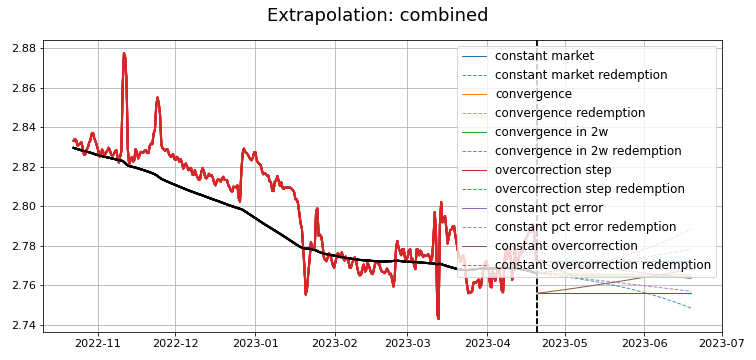 Extrapolation: combined
2.88
2.86
2.84
2.82
2.80
2.78
2.76
2.74
constant market
constant market redemption
convergence
convergence redemption
convergence in 2w
convergence in 2w redemption
overcorrection step
overcorrection step redemption
constant pct error
constant pct error redemption
constant overcorrection
constant overcorrection redemption
2022-11 2022-12 2023-01 2023-02 2023-03 2023-04 2023-05 2023-06 2023-07